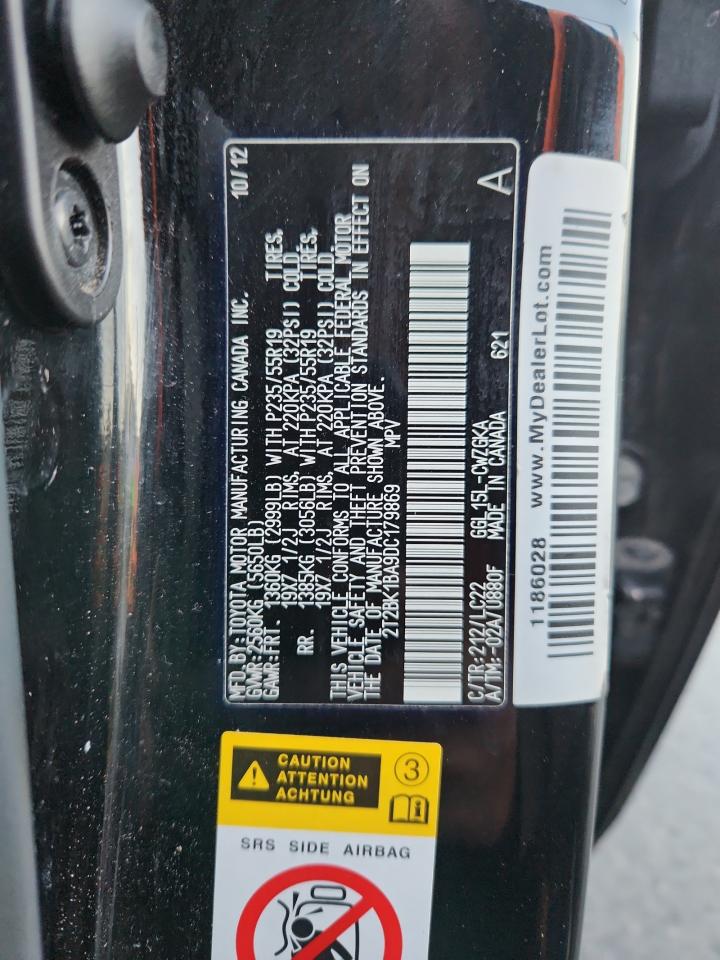 MFD.BY:TOYOTA MOTOR MANUFACTURING CANADA INC. 10/12
GVWR:2560KG (5650LB)
GAWR:FRT. 1360KG (2999LB) WITH P235/55R19 TIRES.
19X7 1/2J RIMS, AT 220KPA (32PSI) COLD.
RR. 1385KG (3056LB) WITH P235/55R19 TIRES.
19X7 1/2J RIMS, AT 220KPA (32PSI) COLD.
THIS VEHICLE CONFORMS TO ALL APPLICABLE FEDERAL MOTOR
VEHICLE SAFETY AND THEFT PREVENTION STANDARDS IN EFFECT ON
THE DATE OF MANUFACTURE SHOWN ABOVE.
2T2BK1BA9DC179869 MPV
C/TR:212/LC22 GGL15L-CWZGKA
A/TM:-02A/U880F MADE IN CANADA 621
A
1186028 www.MyDealerLot.com
CAUTION
ATTENTION
ACHTUNG
3
SRS SIDE AIRBAG